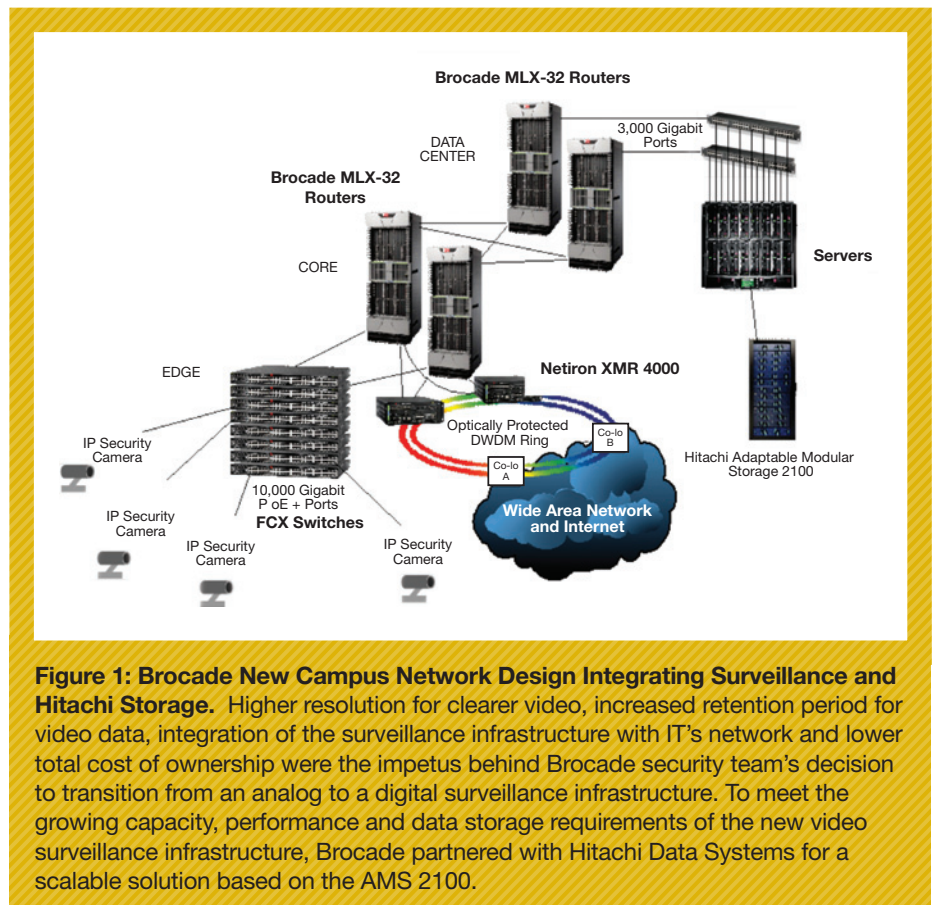 Brocade MLX-32 Routers
DATA
CENTER
3,000 Gigabit
Ports
Brocade MLX-32
Routers
CORE
Servers
EDGE
Netiron XMR 4000
Optically Protected
DWDM Ring
Co-lo
B
Co-lo
A
Hitachi Adaptable Modular
Storage 2100
IP Security
Camera
10,000 Gigabit
P oE + Ports
FCX Switches
Wide Area Network
and Internet
IP Security
Camera
IP Security
Camera
IP Security
Camera
Figure 1: Brocade New Campus Network Design Integrating Surveillance and
Hitachi Storage. Higher resolution for clearer video, increased retention period for
video data, integration of the surveillance infrastructure with IT’s network and lower
total cost of ownership were the impetus behind Brocade security team’s decision
to transition from an analog to a digital surveillance infrastructure. To meet the
growing capacity, performance and data storage requirements of the new video
surveillance infrastructure, Brocade partnered with Hitachi Data Systems for a
scalable solution based on the AMS 2100.